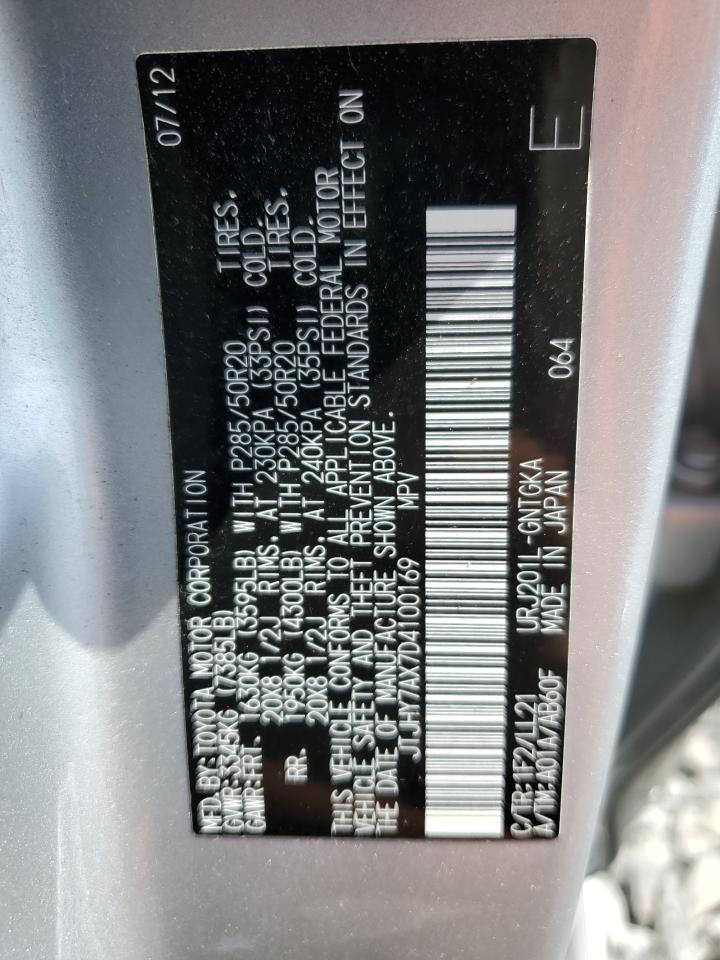 MFD.BY:TOYOTA MOTOR CORPORATION 07/12
GVWR:3345KG (7385LB)
GAWR:FRT. 1630KG (3595LB) WITH P285/50R20 TIRES.
20X8 1/2J RIMS. AT 230KPA (33PSI) COLD.
RR. 1950KG (4300LB) WITH P285/50R20 TIRES.
20X8 1/2J RIMS. AT 240KPA (35PSI) COLD.
THIS VEHICLE CONFORMS TO ALL APPLICABLE FEDERAL MOTOR
VEHICLE SAFETY AND THEFT PREVENTION STANDARDS IN EFFECT ON
THE DATE OF MANUFACTURE SHOWN ABOVE.
JTJHY7AX7D4100169 MPV
C/TR:1F2/LL21 URJ201L-GNTGKA 064 E
A/TM:A01A/AB60F MADE IN JAPAN